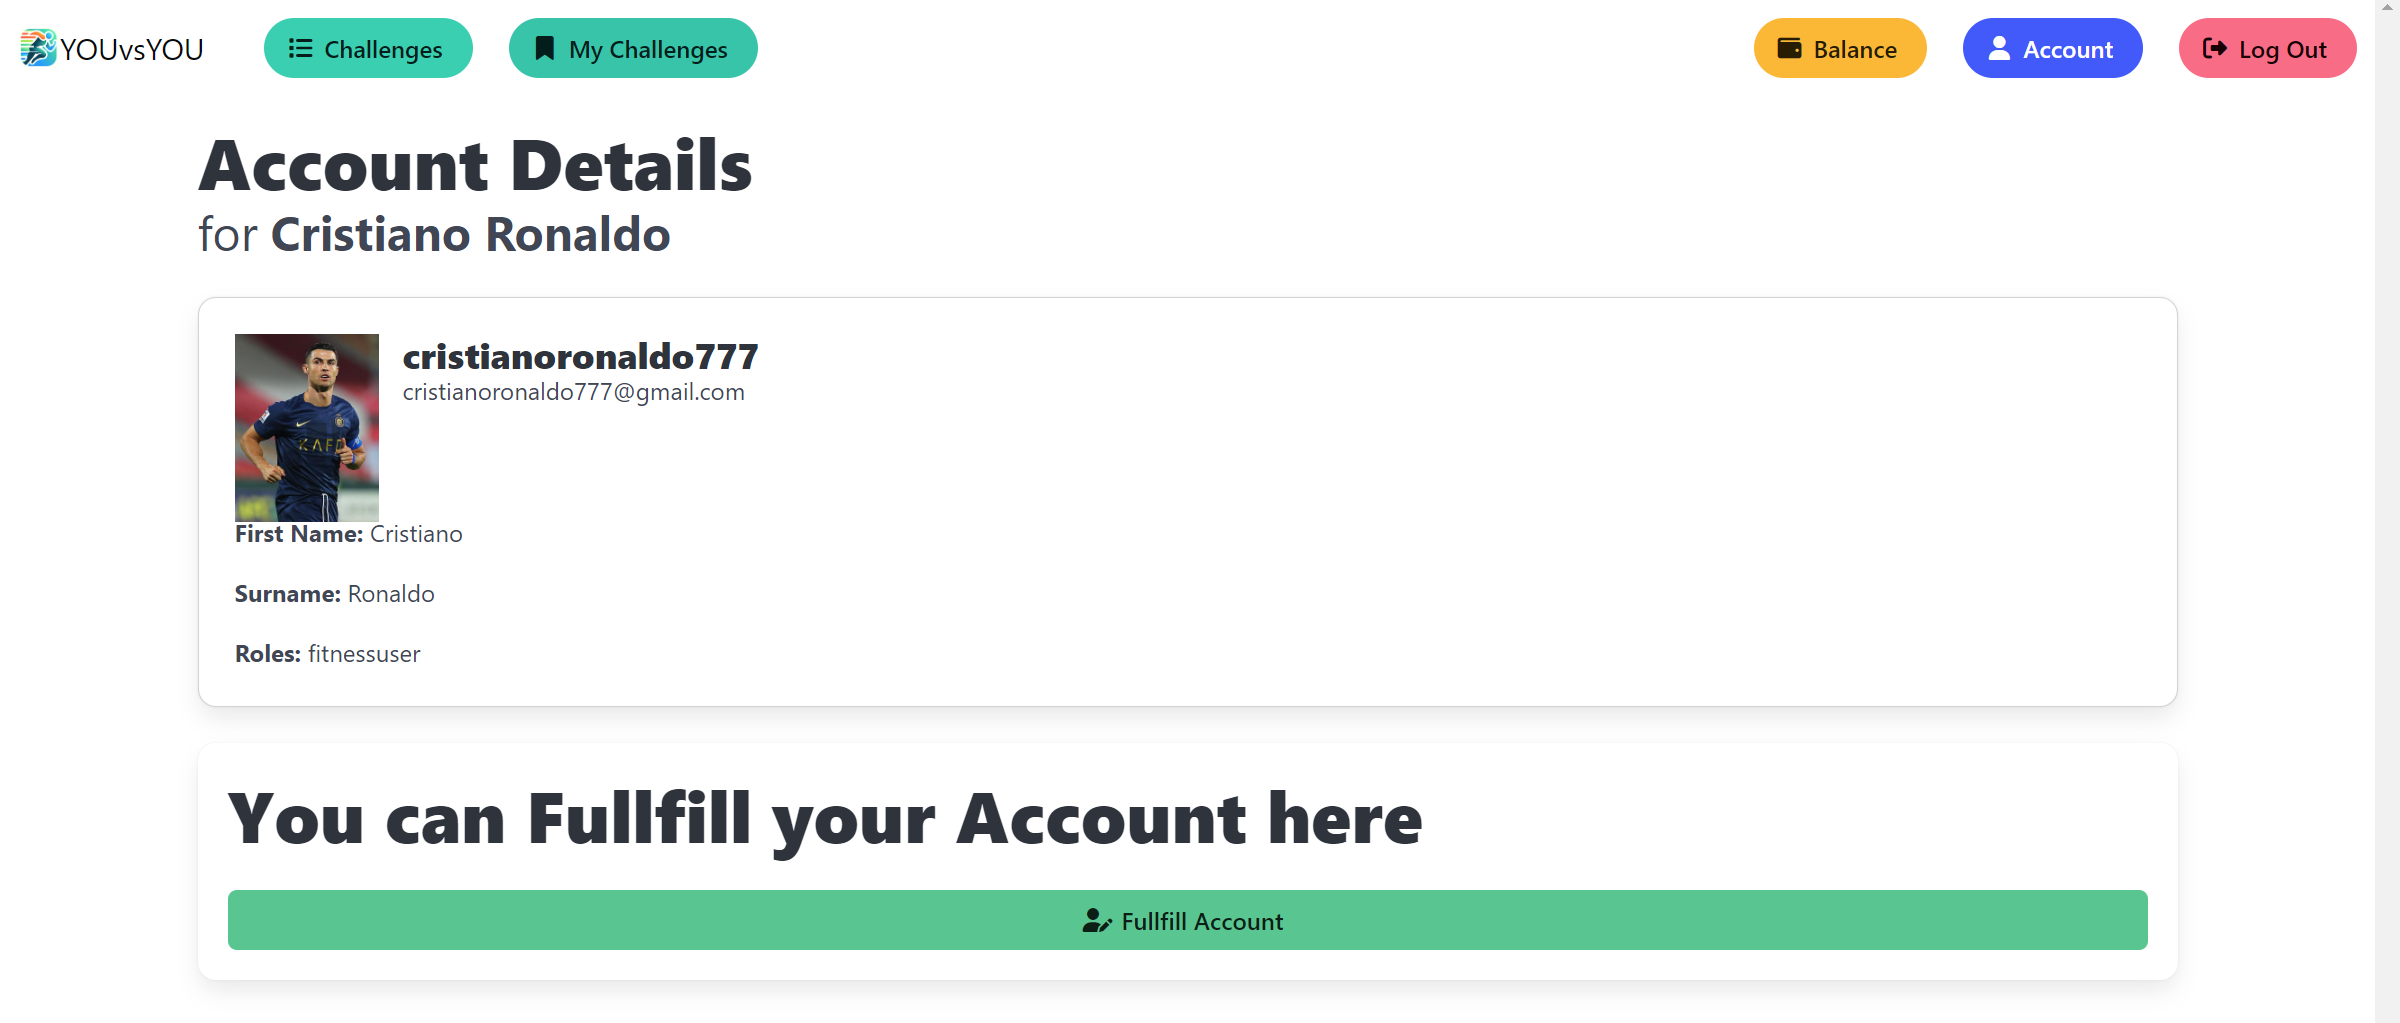 YOUvsYOU
Challenges
My Challenges
Balance
Account
Log Out
Account Details
for Cristiano Ronaldo
cristianoronaldo777
cristianoronaldo777@gmail.com
KAFD
First Name: Cristiano
Surname: Ronaldo
Roles: fitnessuser
You can Fullfill your Account here
Fullfill Account